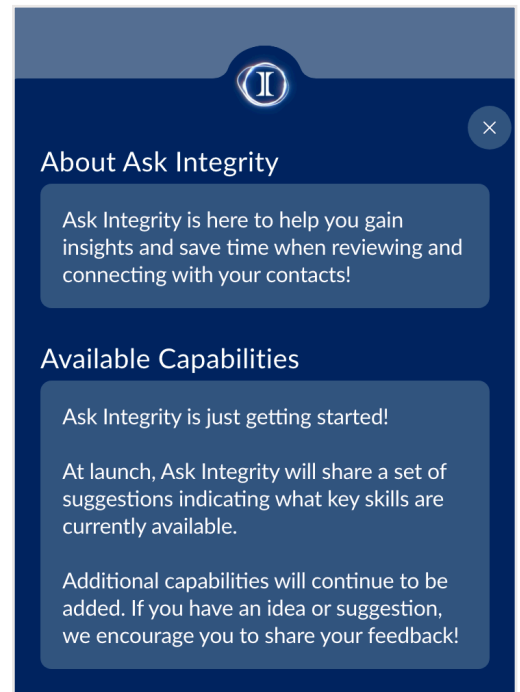 About Ask Integrity
Ask Integrity is here to help you gain
insights and save time when reviewing and
connecting with your contacts!
Available Capabilities
Ask Integrity is just getting started!
At launch, Ask Integrity will share a set of
suggestions indicating what key skills are
currently available.
Additional capabilities will continue to be
added. If you have an idea or suggestion,
we encourage you to share your feedback!